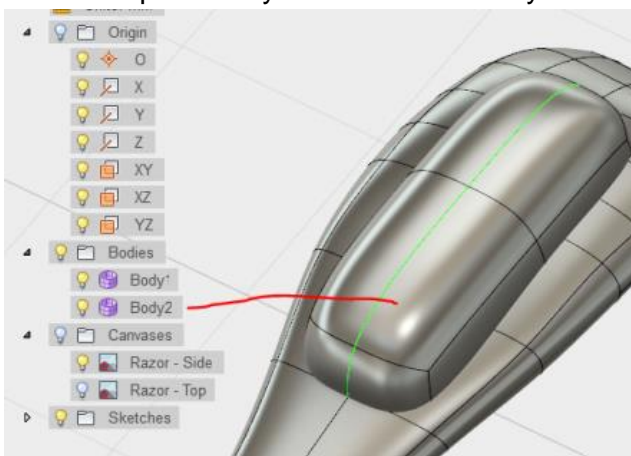 Origin
O
X
Y
Z
XY
XZ
YZ
Bodies
Body1
Body2
Canvases
Razor - Side
Razor - Top
Sketches